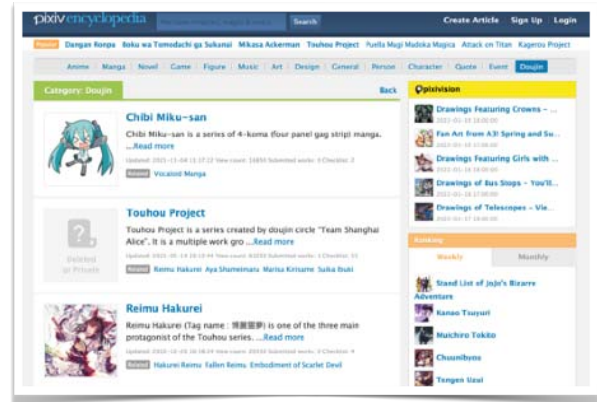 pixiv encyclopedia
Search
Create Article Sign Up Login
Popular Dangan Ronpa Boku wa Tomodachi ga Sukunai Mikasa Ackerman Touhou Project Puella Magi Madoka Magica Attack on Titan Kagerou Project
Anime Manga Novel Game Figure Music Art Design General Person Character Quote Event Doujin
Category: Doujin
Back
Chibi Miku-san
Chibi Miku-san is a series of 4-koma (four panel gag strip) manga.
...Read more
Related Vocaloid Manga
Touhou Project
Touhou Project is a series created by doujin circle "Team Shanghai
Alice". It is a multiple work gro ...Read more
Deleted
or Private
Related Reimu Hakurei Aya Shameimaru Marisa Kirisame Suika Ibuki
Reimu Hakurei
Reimu Hakurei (Tag name : 博麗霊夢) is one of the three main
protagonist of the Touhou series. ...Read more
Related Hakurei Reimu Fallen Reimu Embodiment of Scarlet Devil
pixivision
Drawings Featuring Crowns - ...
Fan Art from A3! Spring and Su...
Drawings Featuring Girls with ...
Drawings of Bus Stops - You'll...
Drawings of Telescopes - Vie...
Ranking
Weekly Monthly
Stand List of JoJo's Bizarre
Adventure
Kanao Tsuyuri
Muichiro Tokito
Chuunibyou
Tengen Uzui